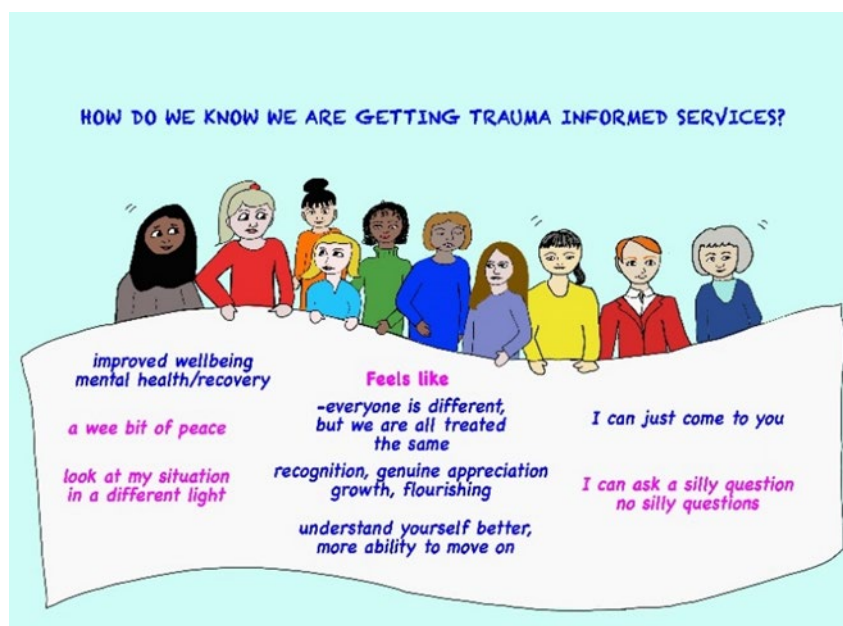 HOW DO WE KNOW WE ARE GETTING TRAUMA INFORMED SERVICES?
improved wellbeing
mental health/recovery
a wee bit of peace
look at my situation
in a different light
Feels like
-everyone is different,
but we are all treated
the same
recognition, genuine appreciation
growth, flourishing
understand yourself better,
more ability to move on
I can just come to you
I can ask a silly question
no silly questions